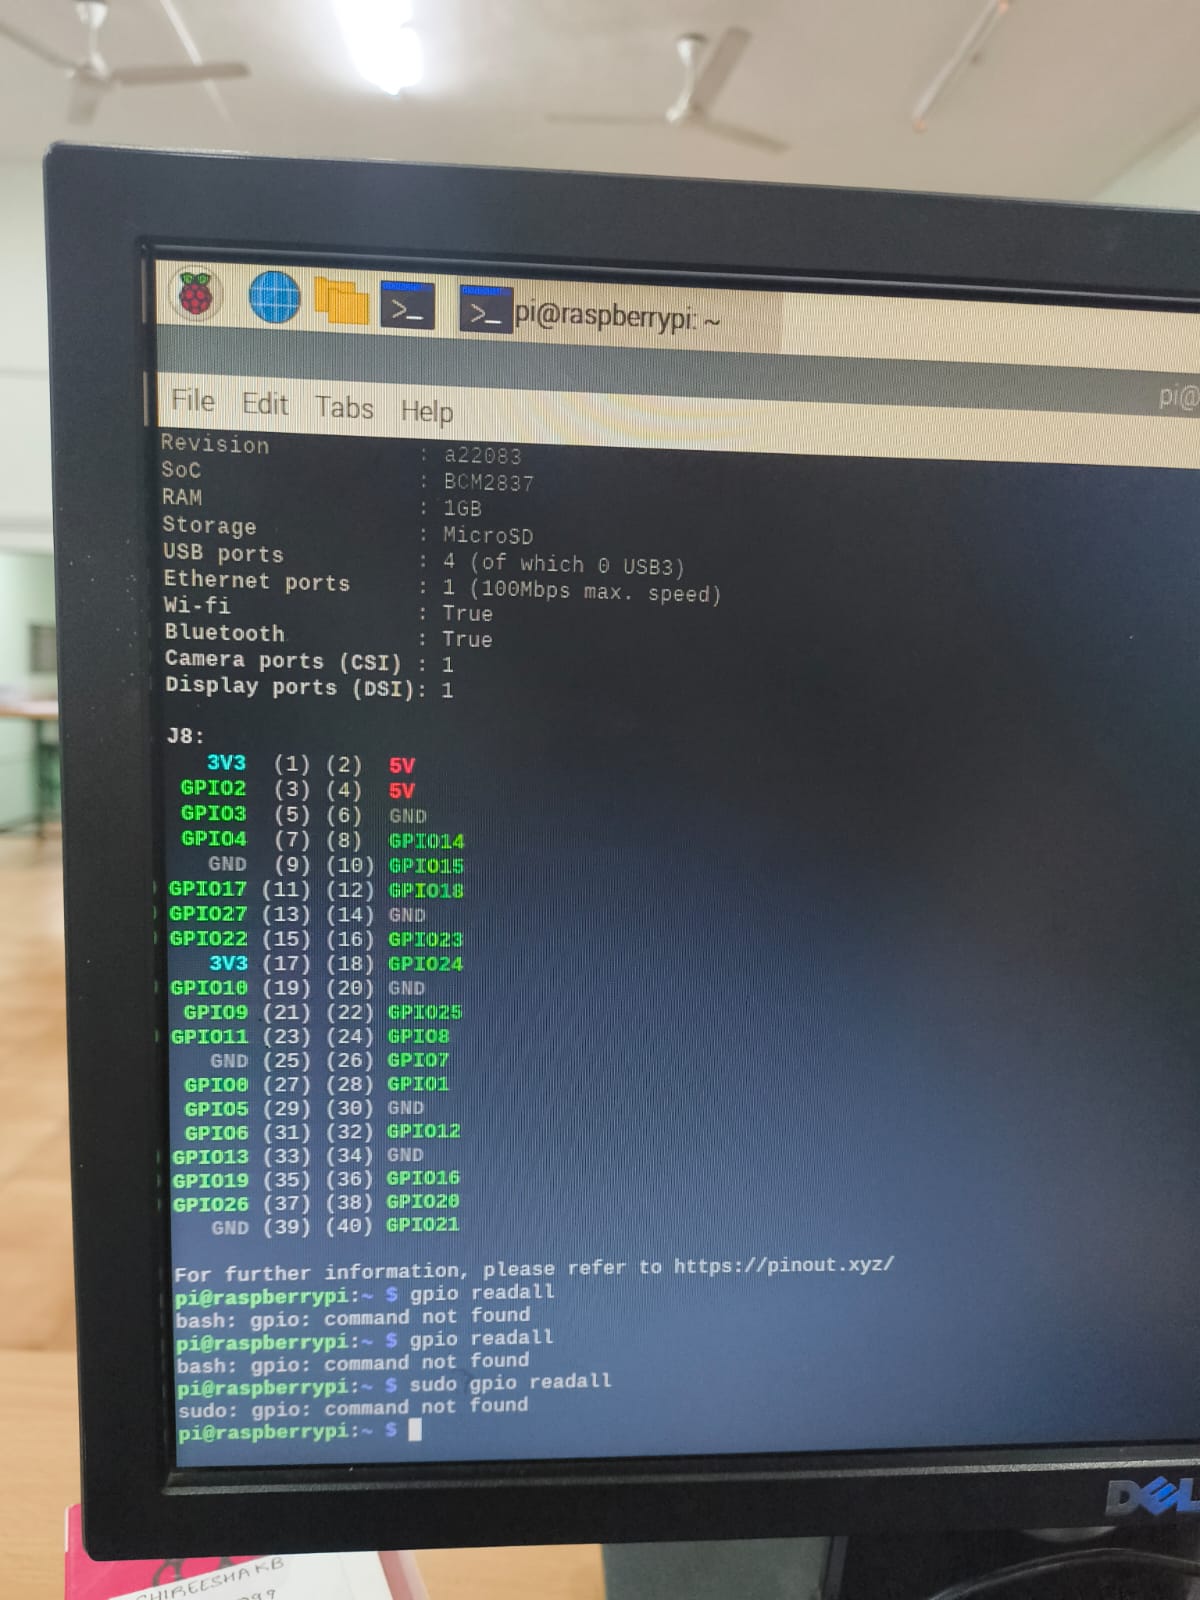 pi@raspberrypi: ~
pi@
File Edit Tabs Help
Revision : a22083
SoC : BCM2837
RAM : 1GB
Storage : MicroSD
USB ports : 4 (of which 0 USB3)
Ethernet ports : 1 (100Mbps max. speed)
Wi-fi : True
Bluetooth : True
Camera ports (CSI) : 1
Display ports (DSI): 1
J8:
3V3 (1) (2) 5V
GPIO2 (3) (4) 5V
GPIO3 (5) (6) GND
GPIO4 (7) (8) GPIO14
GND (9) (10) GPIO15
GPIO17 (11) (12) GPIO18
GPIO27 (13) (14) GND
GPIO22 (15) (16) GPIO23
3V3 (17) (18) GPIO24
GPIO10 (19) (20) GND
GPIO9 (21) (22) GPIO25
GPIO11 (23) (24) GPIO8
GND (25) (26) GPIO7
GPIO0 (27) (28) GPIO1
GPIO5 (29) (30) GND
GPIO6 (31) (32) GPIO12
GPIO13 (33) (34) GND
GPIO19 (35) (36) GPIO16
GPIO26 (37) (38) GPIO20
GND (39) (40) GPIO21
For further information, please refer to https://pinout.xyz/
pi@raspberrypi:~ $ gpio readall
bash: gpio: command not found
pi@raspberrypi:~ $ gpio readall
bash: gpio: command not found
pi@raspberrypi:~ $ sudo gpio readall
sudo: gpio: command not found
pi@raspberrypi:~ $
DEL